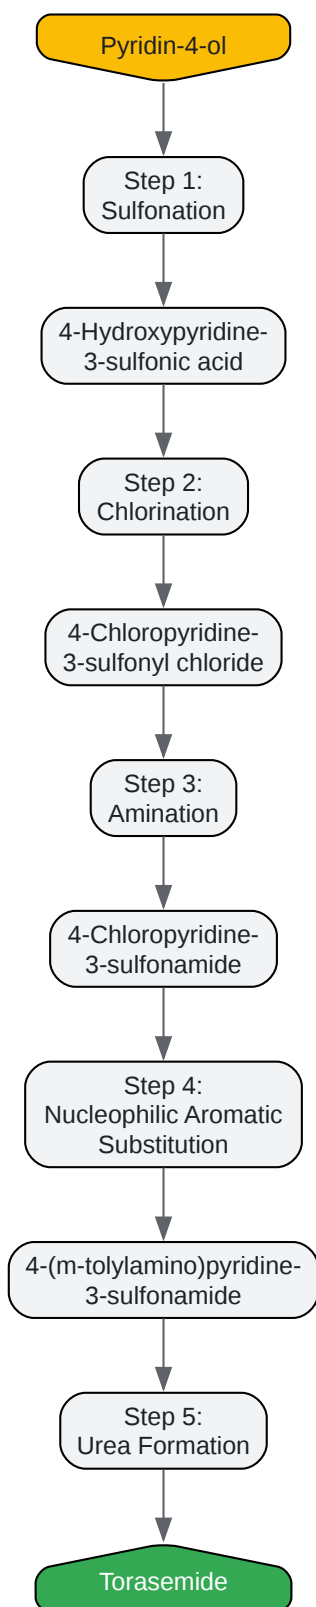 Pyridin-4-ol
Step 1:
Sulfonation
4-Hydroxypyridine-
3-sulfonic acid
Step 2:
Chlorination
4-Chloropyridine-
3-sulfonyl chloride
Step 3:
Amination
4-Chloropyridine-
3-sulfonamide
Step 4:
Nucleophilic Aromatic
Substitution
4-(m-tolylamino)pyridine-
3-sulfonamide
Step 5:
Urea Formation
Torasemide